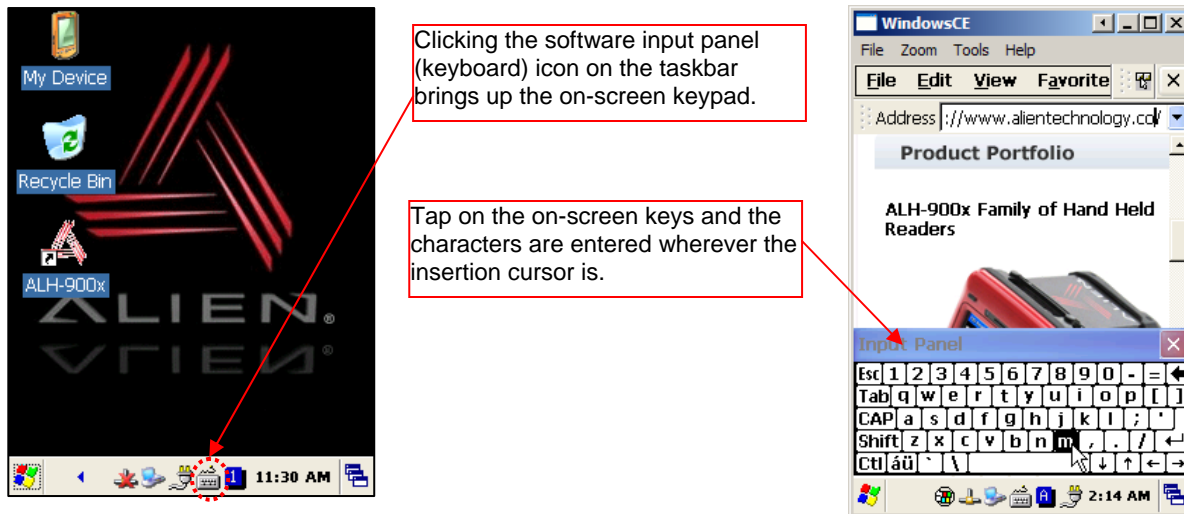 My Device
Recycle Bin
ALH-900x
ALIEN®
1 11:30 AM
Clicking the software input panel
(keyboard) icon on the taskbar
brings up the on-screen keypad.
Tap on the on-screen keys and the
characters are entered wherever the
insertion cursor is.
WindowsCE
File Zoom Tools Help
File Edit View Favorite
Address ://www.alientechnology.co/
Product Portfolio
ALH-900x Family of Hand Held
Readers
Input Panel
Esc 1 2 3 4 5 6 7 8 9 0 - =
Tab q w e r t y u i o p [ ]
CAP a s d f g h j k l ; '
Shift z x c v b n m , . /
Ctl áü ` \ ↓ ↑ ← →
A 2:14 AM